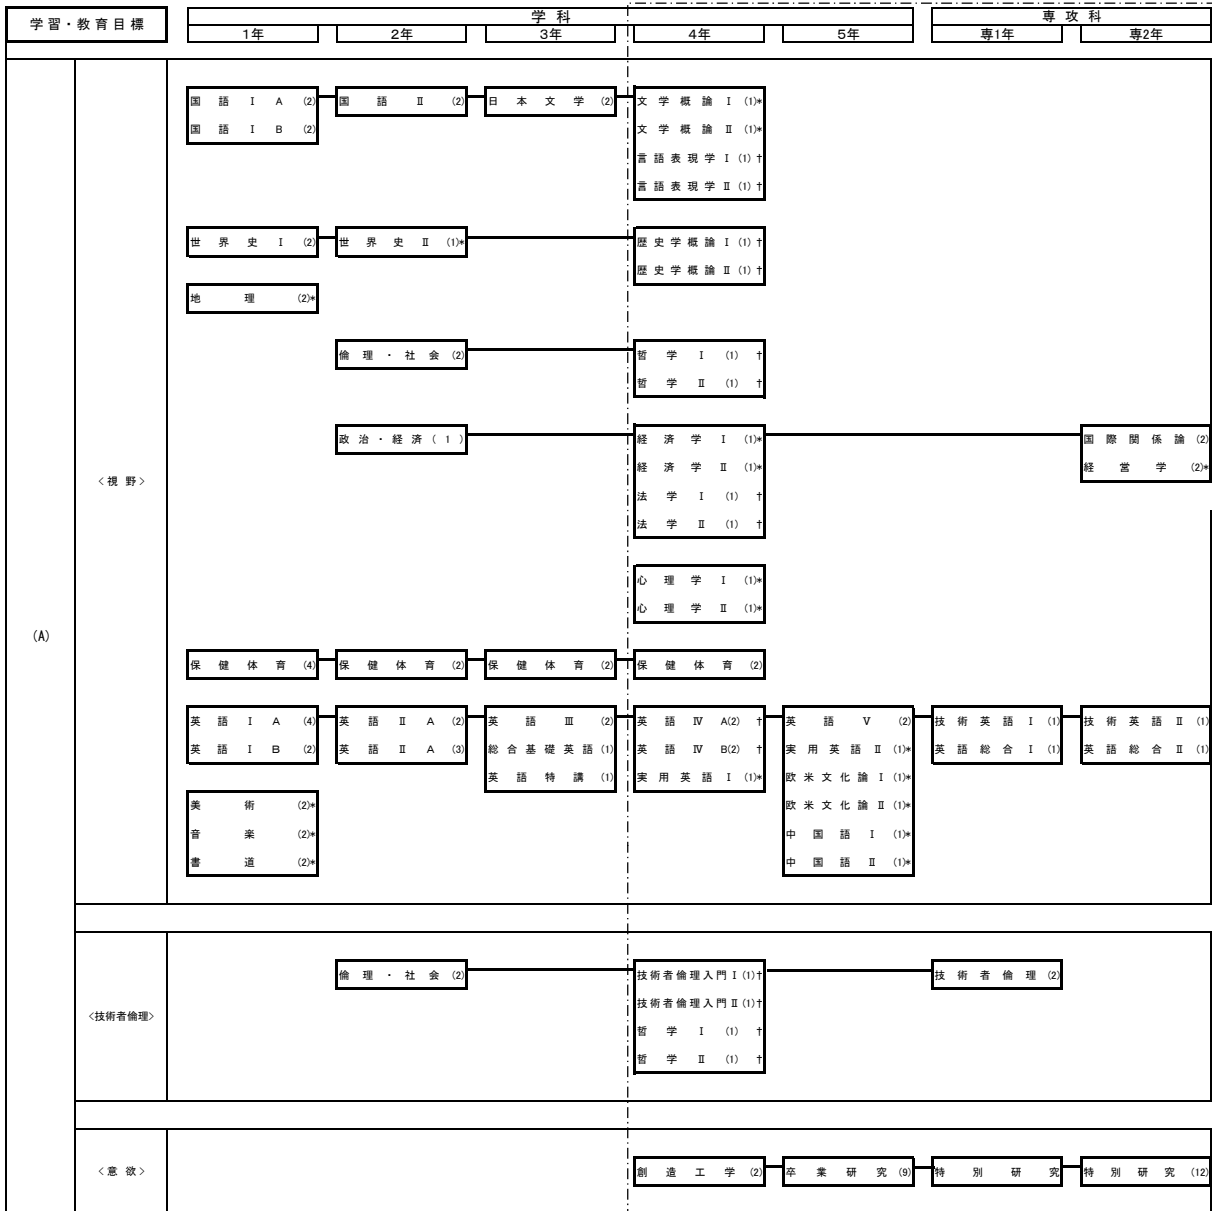 学習・教育目標 学科 専攻科
1年 2年 3年 4年 5年 専1年 専2年
国語ⅠA(2) 国語Ⅱ(2) 日本文学(2) 文学概論Ⅰ(1)*
国語ⅠB(2) 文学概論Ⅱ(1)*
言語表現学Ⅰ(1)†
言語表現学Ⅱ(1)†
世界史Ⅰ(2) 世界史Ⅱ(1)* 歴史学概論Ⅰ(1)†
歴史学概論Ⅱ(1)†
地理(2)*
倫理・社会(2) 哲学Ⅰ(1)†
哲学Ⅱ(1)†
政治・経済(1) 経済学Ⅰ(1)* 国際関係論(2)
経済学Ⅱ(1)* 経営学(2)*
<視野>
法学Ⅰ(1)†
法学Ⅱ(1)†
心理学Ⅰ(1)*
心理学Ⅱ(1)*
(A)
保健体育(4) 保健体育(2) 保健体育(2) 保健体育(2)
英語ⅠA(4) 英語ⅡA(2) 英語Ⅲ(2) 英語ⅣA(2)† 英語Ⅴ(2) 技術英語Ⅰ(1) 技術英語Ⅱ(1)
英語ⅠB(2) 英語ⅡA(3) 総合基礎英語(1) 英語ⅣB(2)† 実用英語Ⅱ(1)* 英語総合Ⅰ(1) 英語総合Ⅱ(1)
英語特講(1) 実用英語Ⅰ(1)* 欧米文化論Ⅰ(1)*
美術(2)* 欧米文化論Ⅱ(1)*
音楽(2)* 中国語Ⅰ(1)*
書道(2)* 中国語Ⅱ(1)*
倫理・社会(2) 技術者倫理入門Ⅰ(1)† 技術者倫理(2)
技術者倫理入門Ⅱ(1)†
<技術者倫理>
哲学Ⅰ(1)†
哲学Ⅱ(1)†
<意欲> 創造工学(2) 卒業研究(9) 特別研究 特別研究(12)